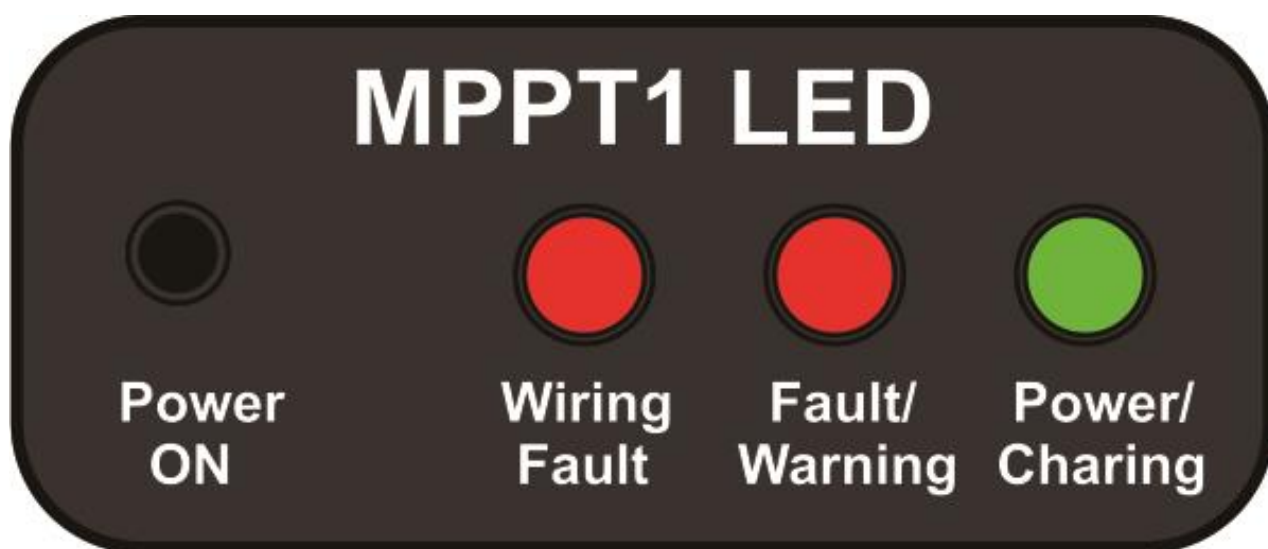 MPPT1 LED
Power
ON
Wiring
Fault
Fault/
Warning
Power/
Charing